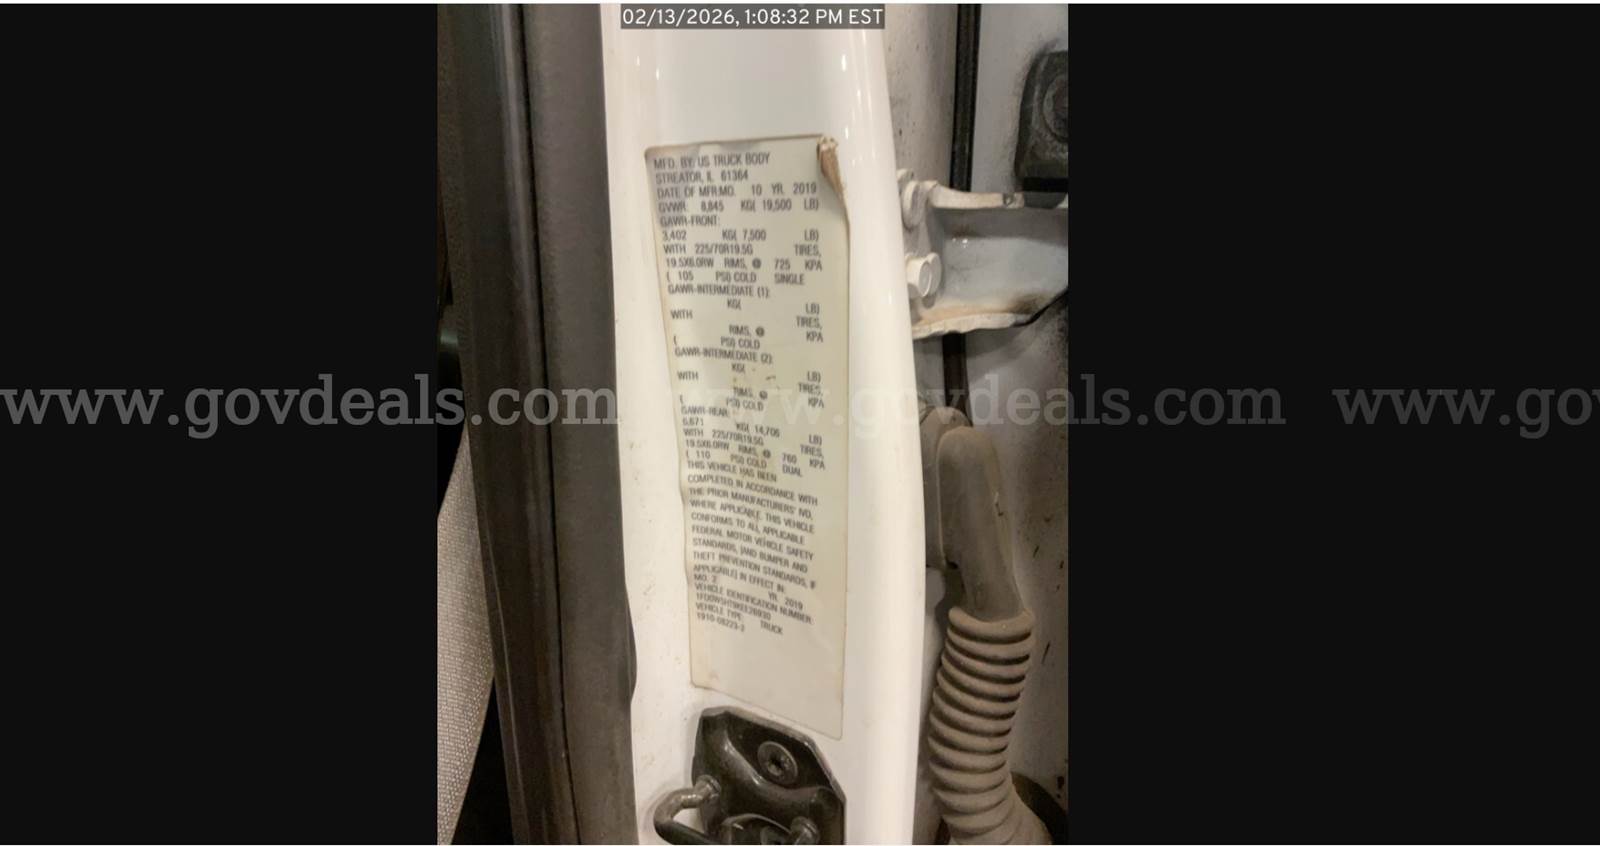 02/13/2026, 1:08:32 PM EST
MFD. BY: US TRUCK BODY
STREATOR, IL 61364
DATE OF MFR:MO. 10 YR. 2019
GVWR: 8,845 KG( 19,500 LB)
GAWR-FRONT:
3,402 KG( 7,500 LB)
WITH 225/70R19.5G TIRES,
19.5X6.0RW RIMS, @ 725 KPA
( 105 PSI) COLD SINGLE
GAWR-INTERMEDIATE (1):
KG( LB)
WITH TIRES,
RIMS, @ KPA
( PSI) COLD
GAWR-INTERMEDIATE (2):
KG( LB)
WITH TIRES,
RIMS, @ KPA
( PSI) COLD
GAWR-REAR:
6,671 KG( 14,706 LB)
WITH 225/70R19.5G TIRES,
19.5X6.0RW RIMS, @ 760 KPA
( 110 PSI) COLD DUAL
THIS VEHICLE HAS BEEN
COMPLETED IN ACCORDANCE WITH
THE PRIOR MANUFACTURERS' IVD,
WHERE APPLICABLE. THIS VEHICLE
CONFORMS TO ALL APPLICABLE
FEDERAL MOTOR VEHICLE SAFETY
STANDARDS, [AND BUMPER AND
THEFT PREVENTION STANDARDS, IF
APPLICABLE] IN EFFECT IN:
MO. 2 YR. 2019
VEHICLE IDENTIFICATION NUMBER:
VEHICLE TYPE: TRUCK
1910-08223-2
www.govdeals.com www.govdeals.com www.go